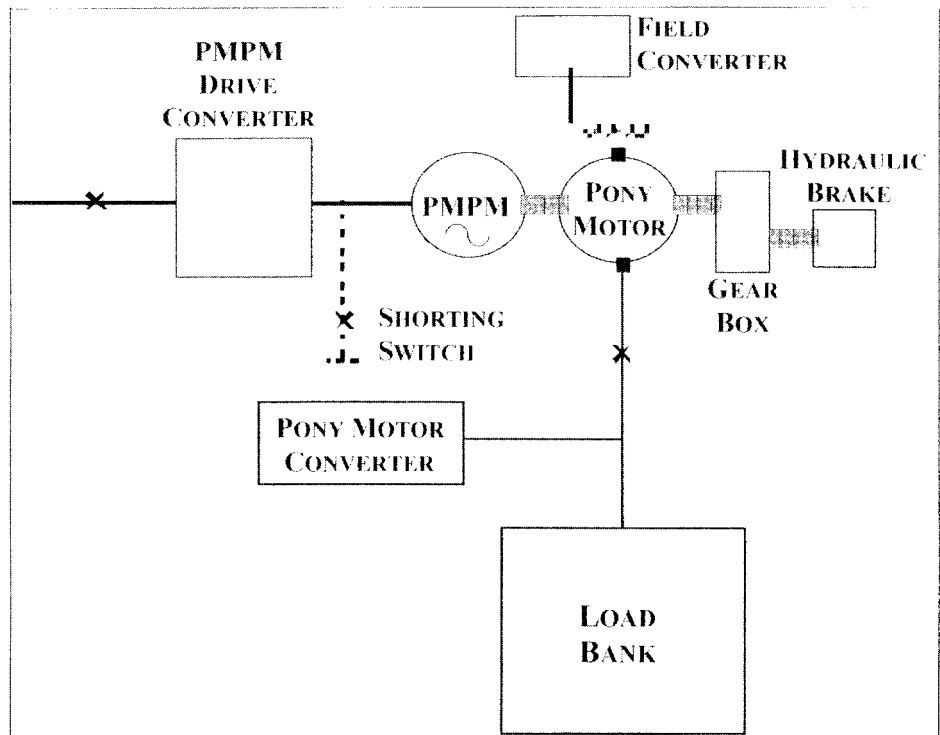 PMPM
DRIVE
CONVERTER
FIELD
CONVERTER
PMPM
PONY
MOTOR
HYDRAULIC
BRAKE
GEAR
BOX
SHORTING
SWITCH
PONY MOTOR
CONVERTER
LOAD
BANK